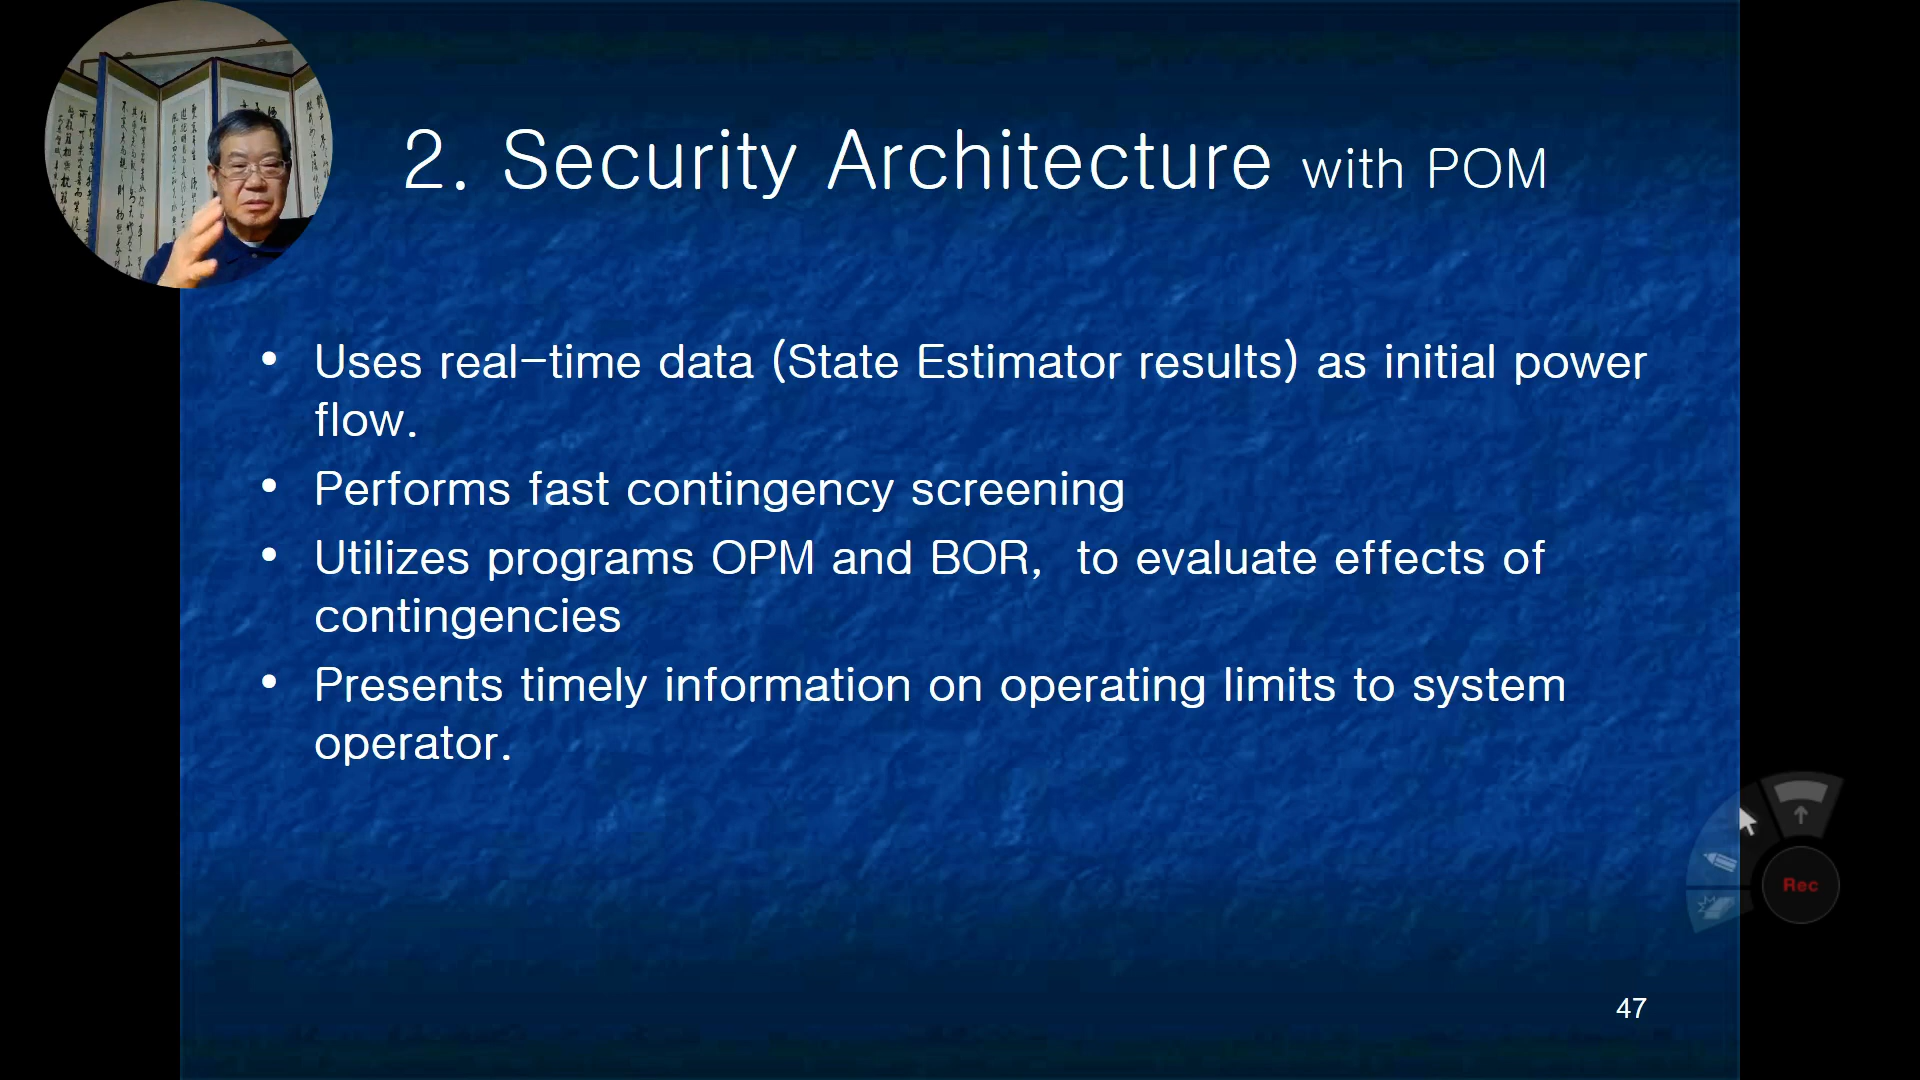 2. Security Architecture with POM
• Uses real-time data (State Estimator results) as initial power
flow.
• Performs fast contingency screening
• Utilizes programs OPM and BOR, to evaluate effects of
contingencies
• Presents timely information on operating limits to system
operator.
Rec
47